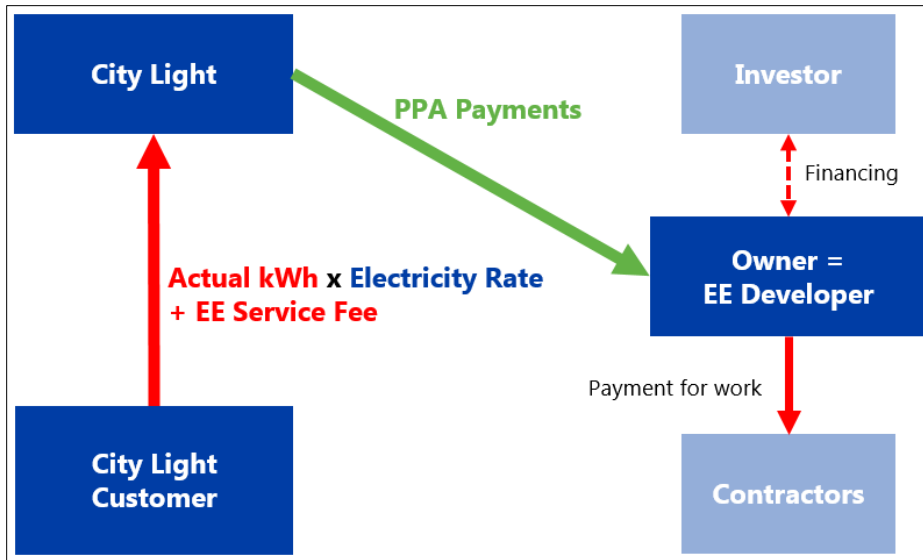 City Light
Investor
PPA Payments
Financing
Owner =
EE Developer
Actual kWh x Electricity Rate
+ EE Service Fee
Payment for work
City Light
Customer
Contractors